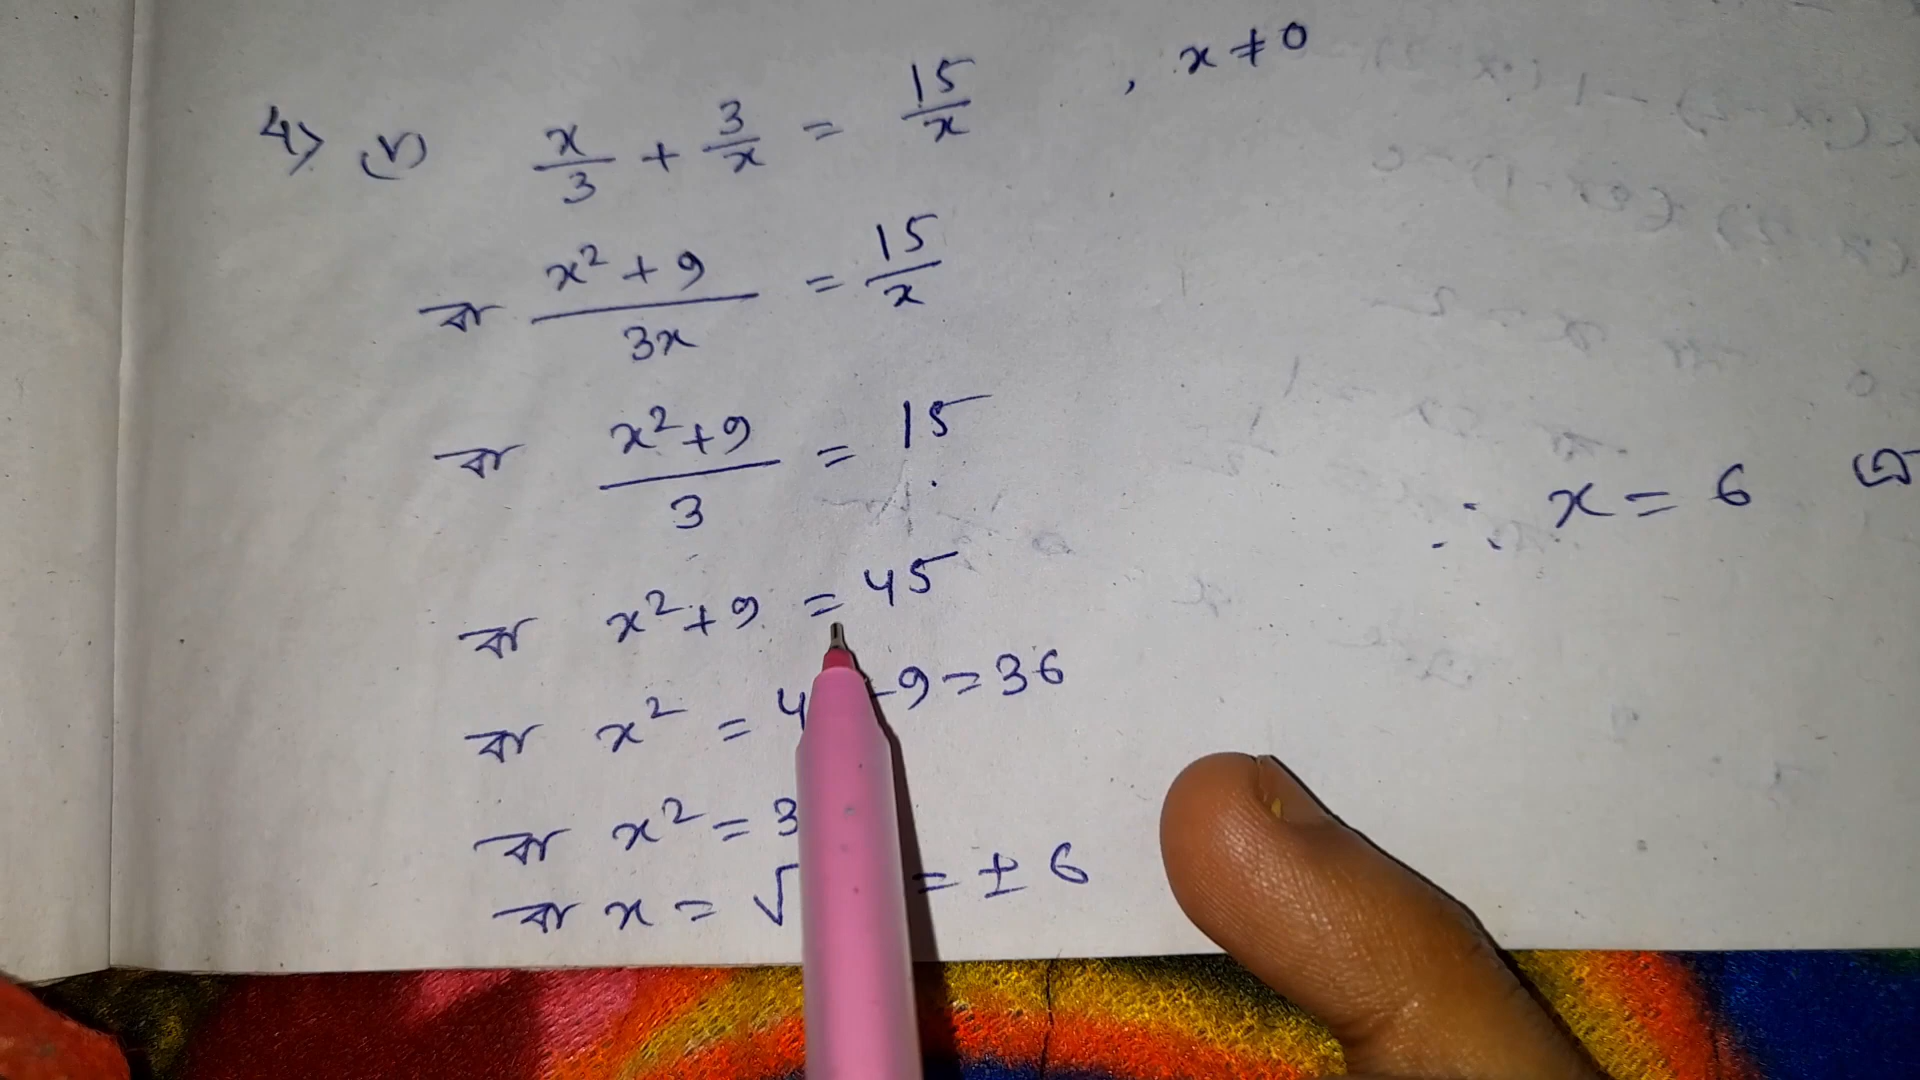 4> (v) x/3 + 3/x = 15/x , x ≠ 0
বা (x² + 9)/3x = 15/x
বা (x² + 9)/3 = 15
∴ x = 6
বা x² + 9 = 45
বা x² = 4 - 9 = 36
বা x² = 3
বা x = √ = ± 6